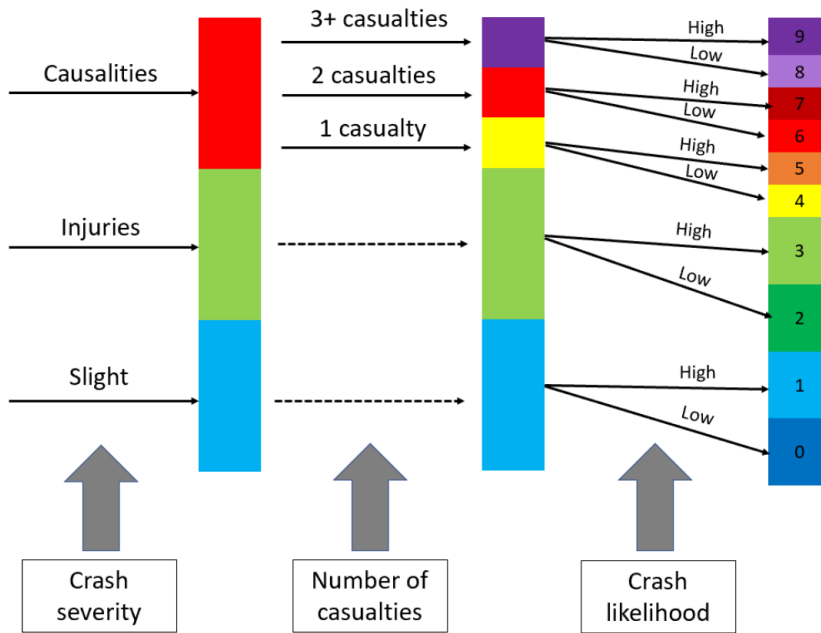 Causalities
Injuries
Slight
3+ casualties
2 casualties
1 casualty
High
Low
High
Low
High
Low
High
Low
High
Low
9
8
7
6
5
4
3
2
1
0
Crash
severity
Number of
casualties
Crash
likelihood